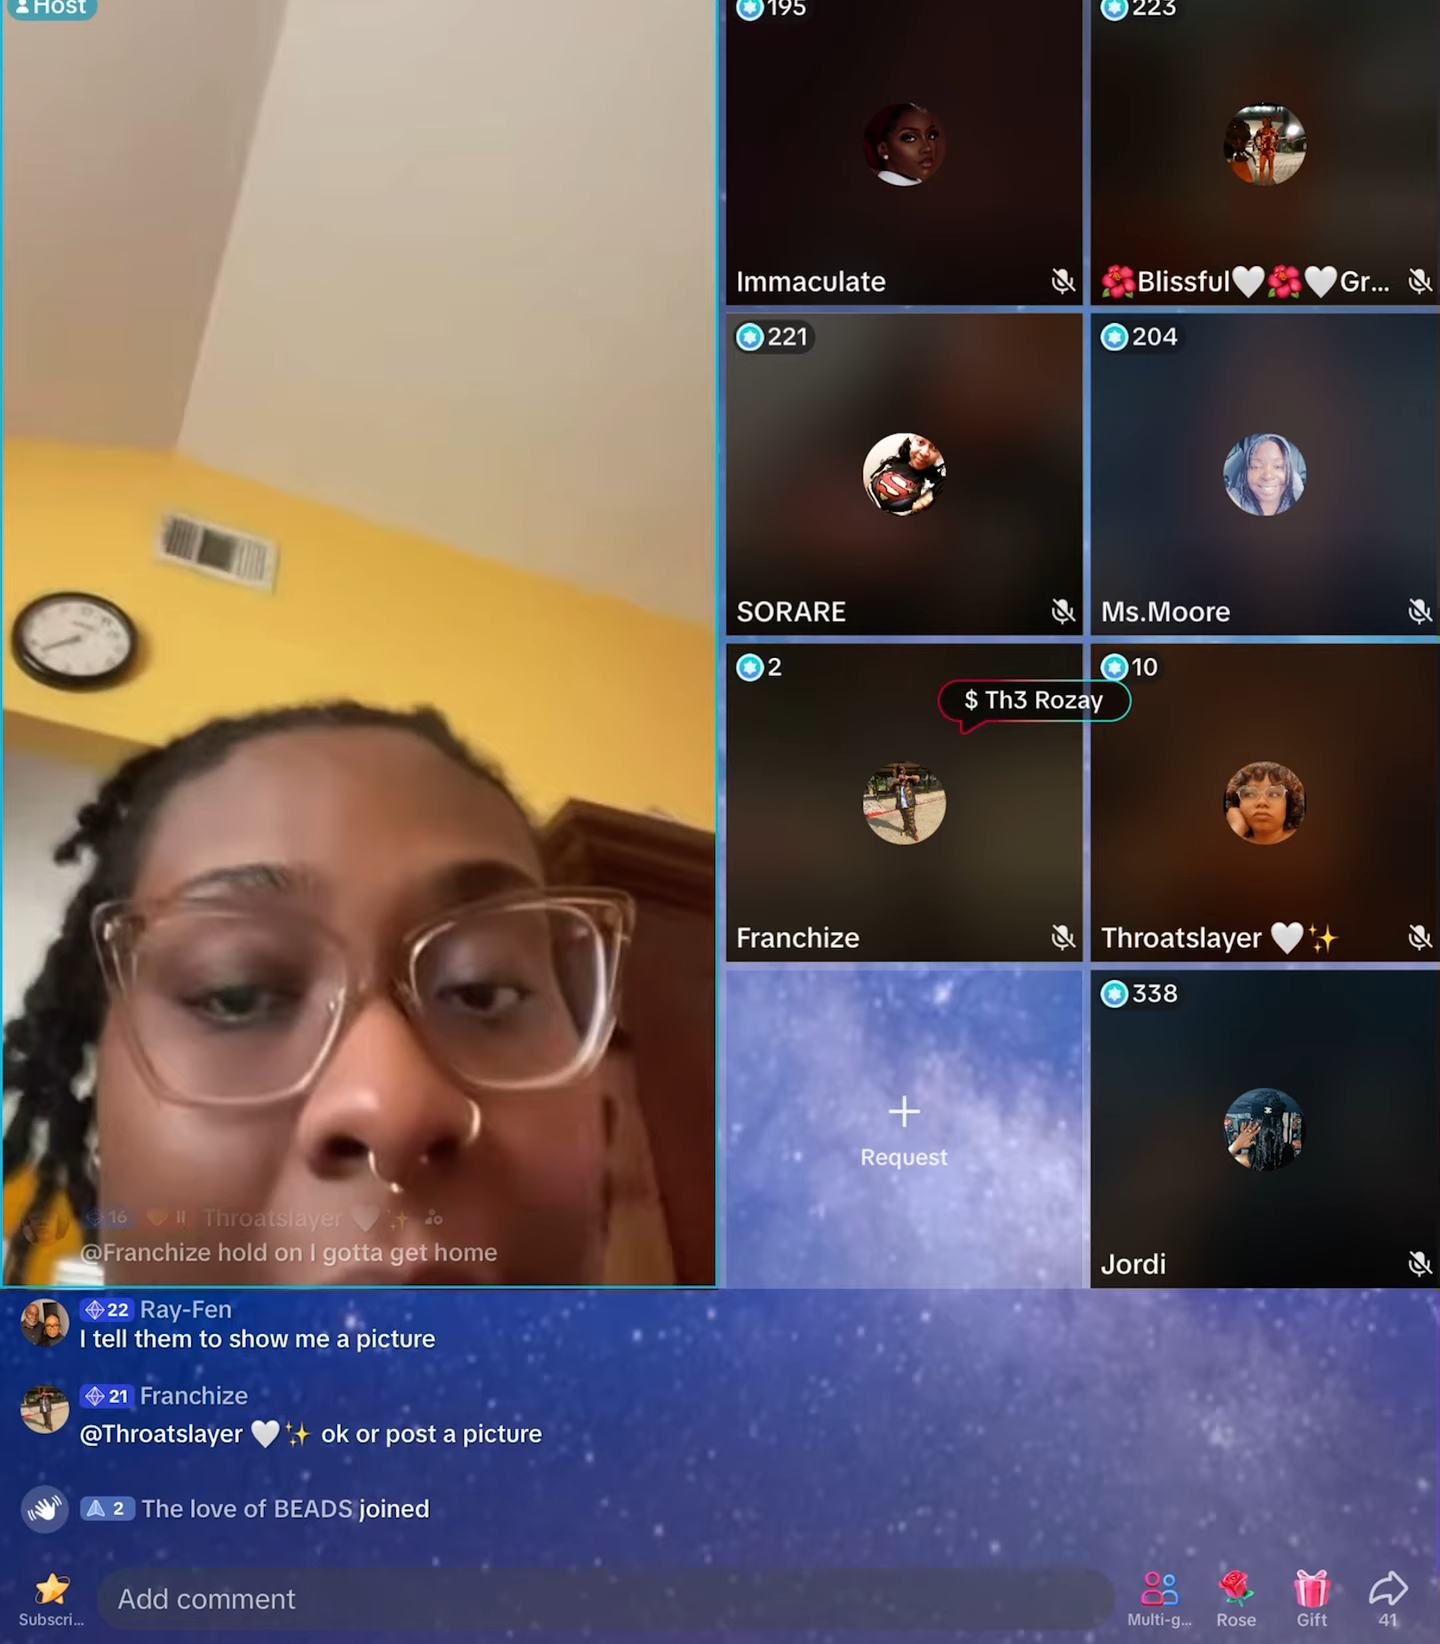 Host
195
223
Immaculate
🌺Blissful🤍🌺🤍Gr...
221
204
SORARE
Ms.Moore
2
10
$ Th3 Rozay
Franchize
Throatslayer 🤍✨
338
Request
Jordi
16 II Throatslayer 🤍✨
@Franchize hold on I gotta get home
22 Ray-Fen
I tell them to show me a picture
21 Franchize
@Throatslayer 🤍✨ ok or post a picture
2 The love of BEADS joined
Add comment
Subscri...
Multi-g...
Rose
Gift
41